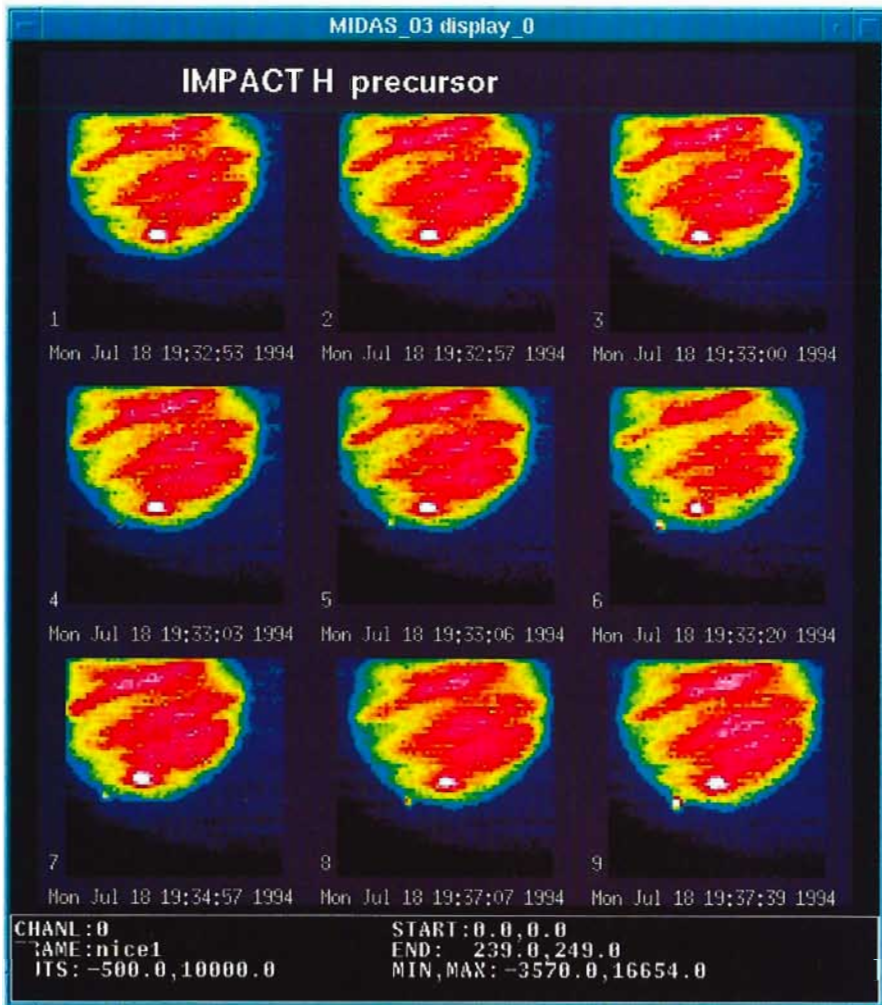 MIDAS_03 display_0
IMPACT H precursor
1 2 3
Mon Jul 18 19:32:53 1994 Mon Jul 18 19:32:57 1994 Mon Jul 18 19:33:00 1994
4 5 6
Mon Jul 18 19:33:03 1994 Mon Jul 18 19:33:06 1994 Mon Jul 18 19:33:20 1994
7 8 9
Mon Jul 18 19:34:57 1994 Mon Jul 18 19:37:07 1994 Mon Jul 18 19:37:39 1994
CHANL:0 START:0.0,0.0
RAME:nice1 END: 239.0,249.0
UTS:-500.0,10000.0 MIN,MAX:-3570.0,16654.0